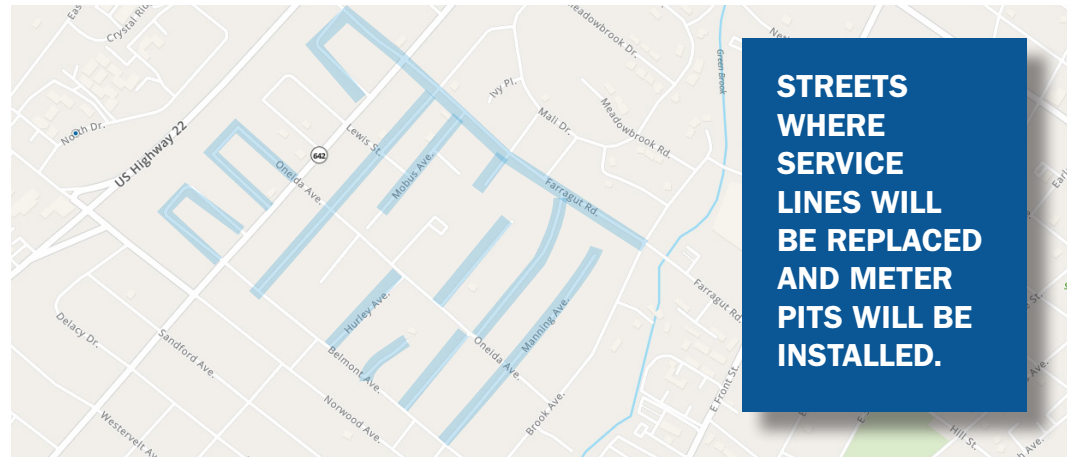 Crystal Rid
Meadowbrook Dr.
Green Brook
North Dr.
US Highway 22
Ivy Pl.
Mali Dr.
Meadowbrook Rd.
642
Lewis St.
Mobus Ave.
Oneida Ave.
Farragut Rd.
Farragut Rd.
Hurley Ave.
Manning Ave.
Delacy Dr.
Sandford Ave.
Belmont Ave.
Oneida Ave.
Norwood Ave.
Brook Ave.
E Front St.
Westervelt Av
Hill St.
STREETS
WHERE
SERVICE
LINES WILL
BE REPLACED
AND METER
PITS WILL BE
INSTALLED.